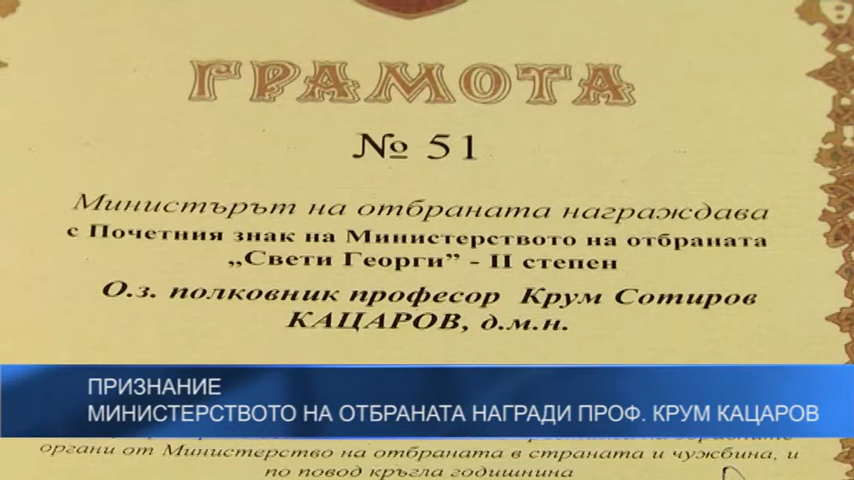 ГРАМОТА
№ 51
Министърът на отбраната награждава
с Почетния знак на Министерството на отбраната
„Свети Георги” - II степен
О.з. полковник професор Крум Сотиров
КАЦАРОВ, д.м.н.
ПРИЗНАНИЕ
МИНИСТЕРСТВОТО НА ОТБРАНАТА НАГРАДИ ПРОФ. КРУМ КАЦАРОВ
органи от Министерство на отбраната в страната и чужбина, и
по повод кръгла годишнина